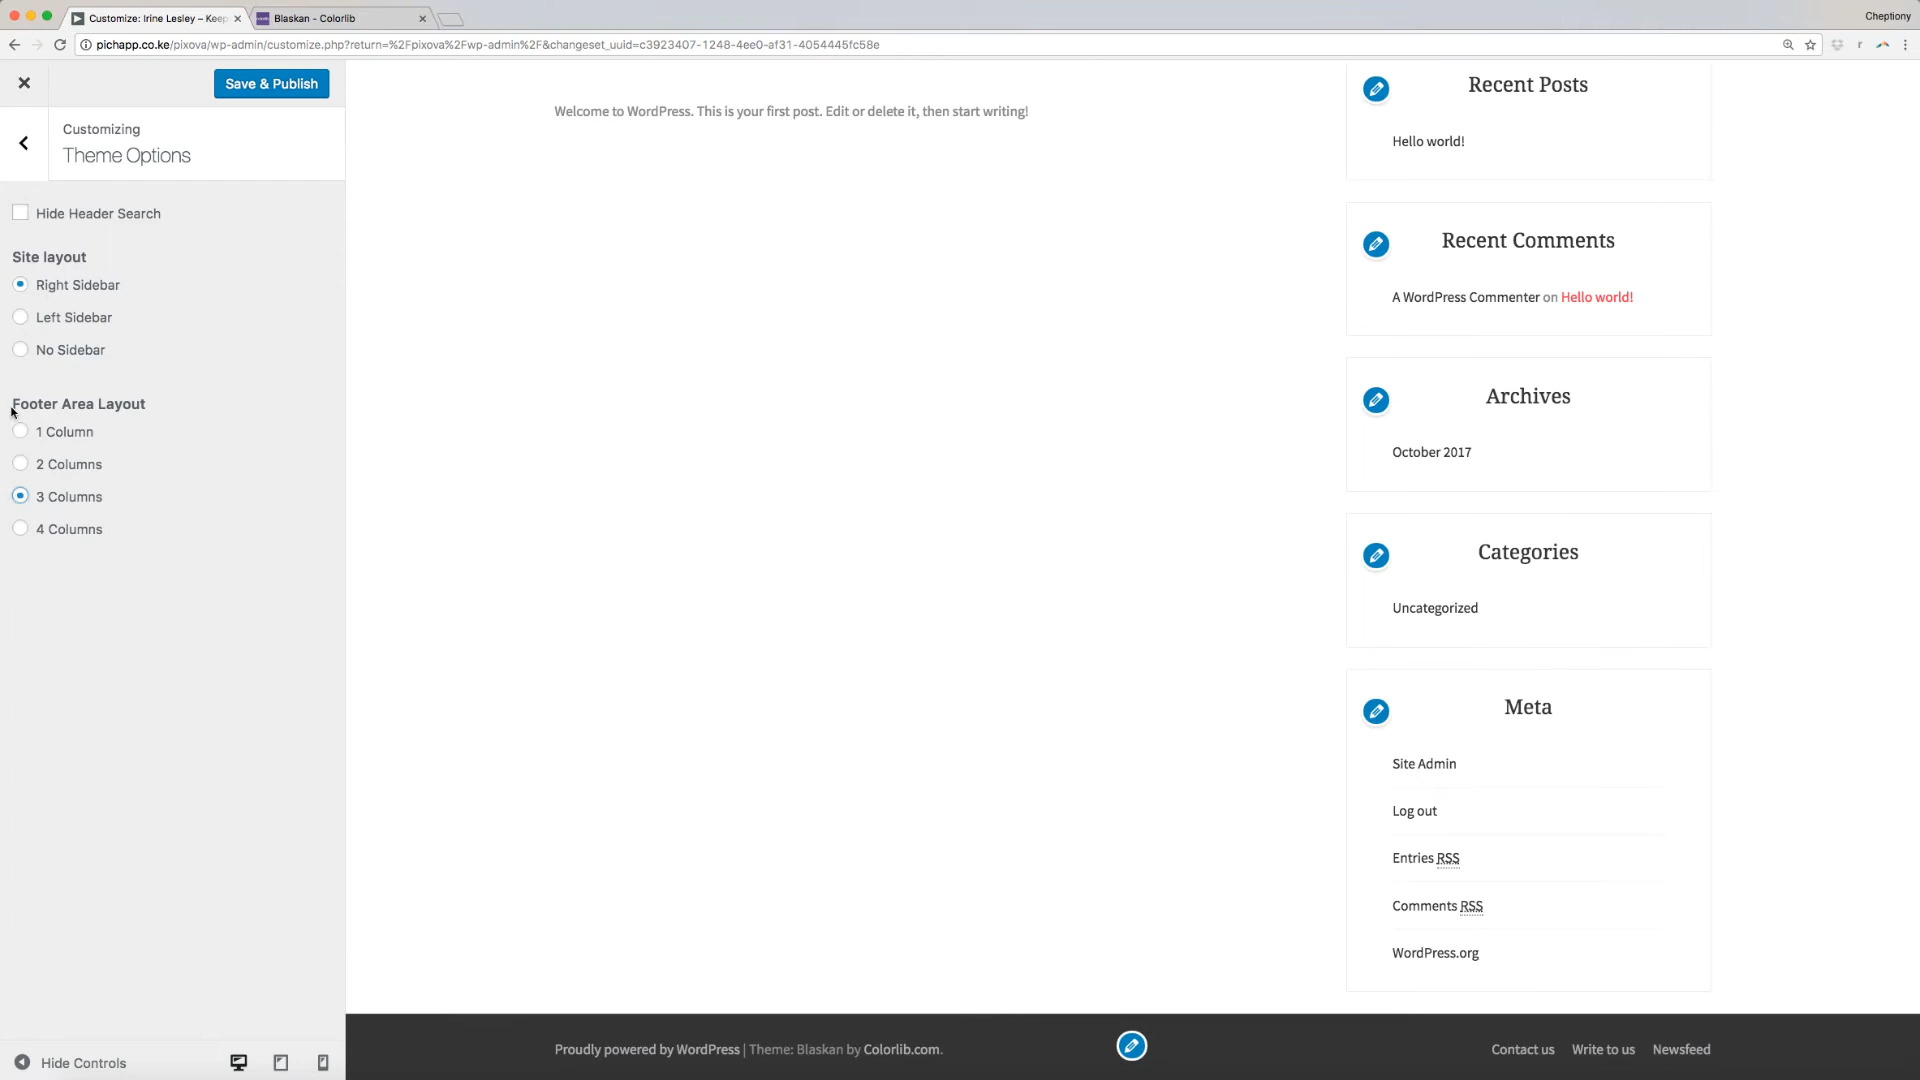 Customize: Irine Lesley – Keep
Blaskan - Colorlib
Cheptiony
pichapp.co.ke/pixova/wp-admin/customize.php?return=%2Fpixova%2Fwp-admin%2F&changeset_uuid=c3923407-1248-4ee0-af31-4054445fc58e
Save & Publish
Customizing
Theme Options
Hide Header Search
Site layout
Right Sidebar
Left Sidebar
No Sidebar
Footer Area Layout
1 Column
2 Columns
3 Columns
4 Columns
Hide Controls
Welcome to WordPress. This is your first post. Edit or delete it, then start writing!
Recent Posts
Hello world!
Recent Comments
A WordPress Commenter on Hello world!
Archives
October 2017
Categories
Uncategorized
Meta
Site Admin
Log out
Entries RSS
Comments RSS
WordPress.org
Proudly powered by WordPress | Theme: Blaskan by Colorlib.com.
Contact us Write to us Newsfeed